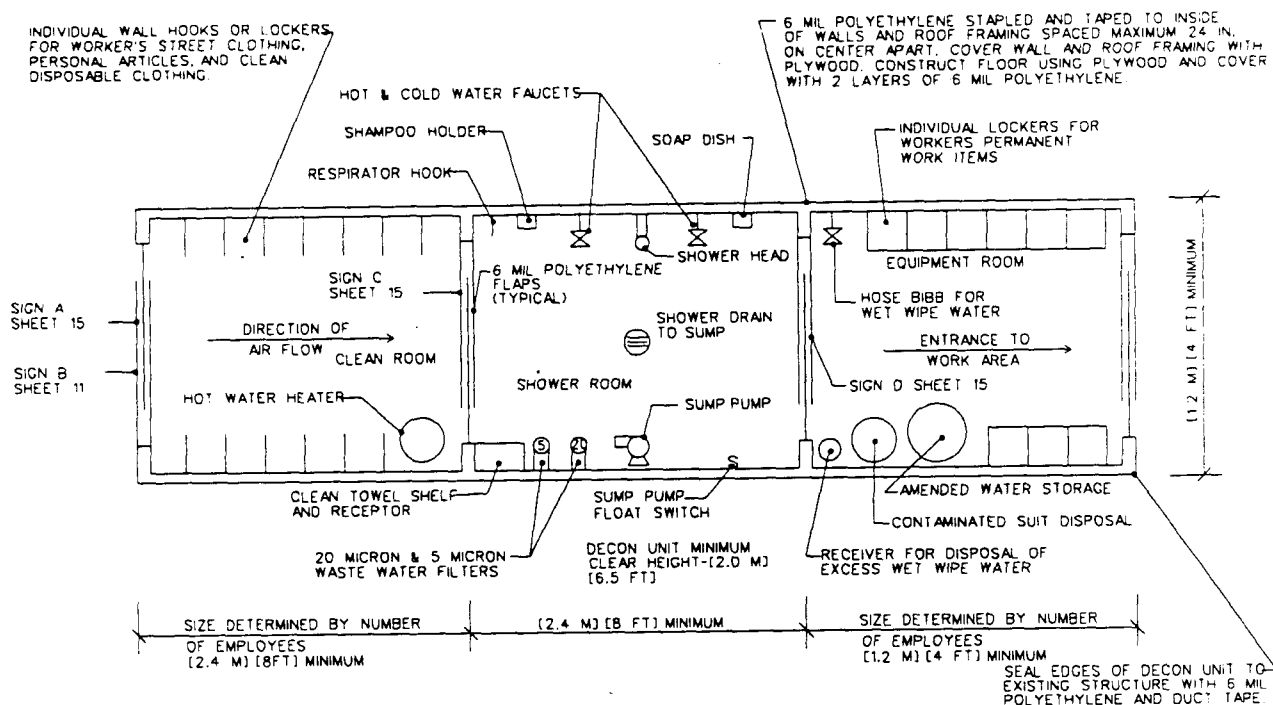 INDIVIDUAL WALL HOOKS OR LOCKERS
FOR WORKER'S STREET CLOTHING,
PERSONAL ARTICLES, AND CLEAN
DISPOSABLE CLOTHING.
6 MIL POLYETHYLENE STAPLED AND TAPED TO INSIDE
OF WALLS AND ROOF FRAMING SPACED MAXIMUM 24 IN.
ON CENTER APART. COVER WALL AND ROOF FRAMING WITH
PLYWOOD. CONSTRUCT FLOOR USING PLYWOOD AND COVER
WITH 2 LAYERS OF 6 MIL POLYETHYLENE.
HOT & COLD WATER FAUCETS
SHAMPOO HOLDER
RESPIRATOR HOOK
SOAP DISH
INDIVIDUAL LOCKERS FOR
WORKERS PERMANENT
WORK ITEMS
SHOWER HEAD
EQUIPMENT ROOM
6 MIL POLYETHYLENE
FLAPS
(TYPICAL)
SIGN C
SHEET 15
HOSE BIBB FOR
WET WIPE WATER
SIGN A
SHEET 15
DIRECTION OF
AIR FLOW
CLEAN ROOM
SHOWER DRAIN
TO SUMP
ENTRANCE TO
WORK AREA
[1.2 M] [4 FT] MINIMUM
SIGN B
SHEET 11
SHOWER ROOM
SIGN D SHEET 15
HOT WATER HEATER
SUMP PUMP
5
20
S
CLEAN TOWEL SHELF
AND RECEPTOR
SUMP PUMP
FLOAT SWITCH
AMENDED WATER STORAGE
CONTAMINATED SUIT DISPOSAL
20 MICRON & 5 MICRON
WASTE WATER FILTERS
DECON UNIT MINIMUM
CLEAR HEIGHT-[2.0 M]
[6.5 FT]
RECEIVER FOR DISPOSAL OF
EXCESS WET WIPE WATER
SIZE DETERMINED BY NUMBER
OF EMPLOYEES
[2.4 M] [8FT] MINIMUM
[2.4 M] [8 FT] MINIMUM
SIZE DETERMINED BY NUMBER
OF EMPLOYEES
[1.2 M] [4 FT] MINIMUM
SEAL EDGES OF DECON UNIT TO
EXISTING STRUCTURE WITH 6 MIL
POLYETHYLENE AND DUCT TAPE.